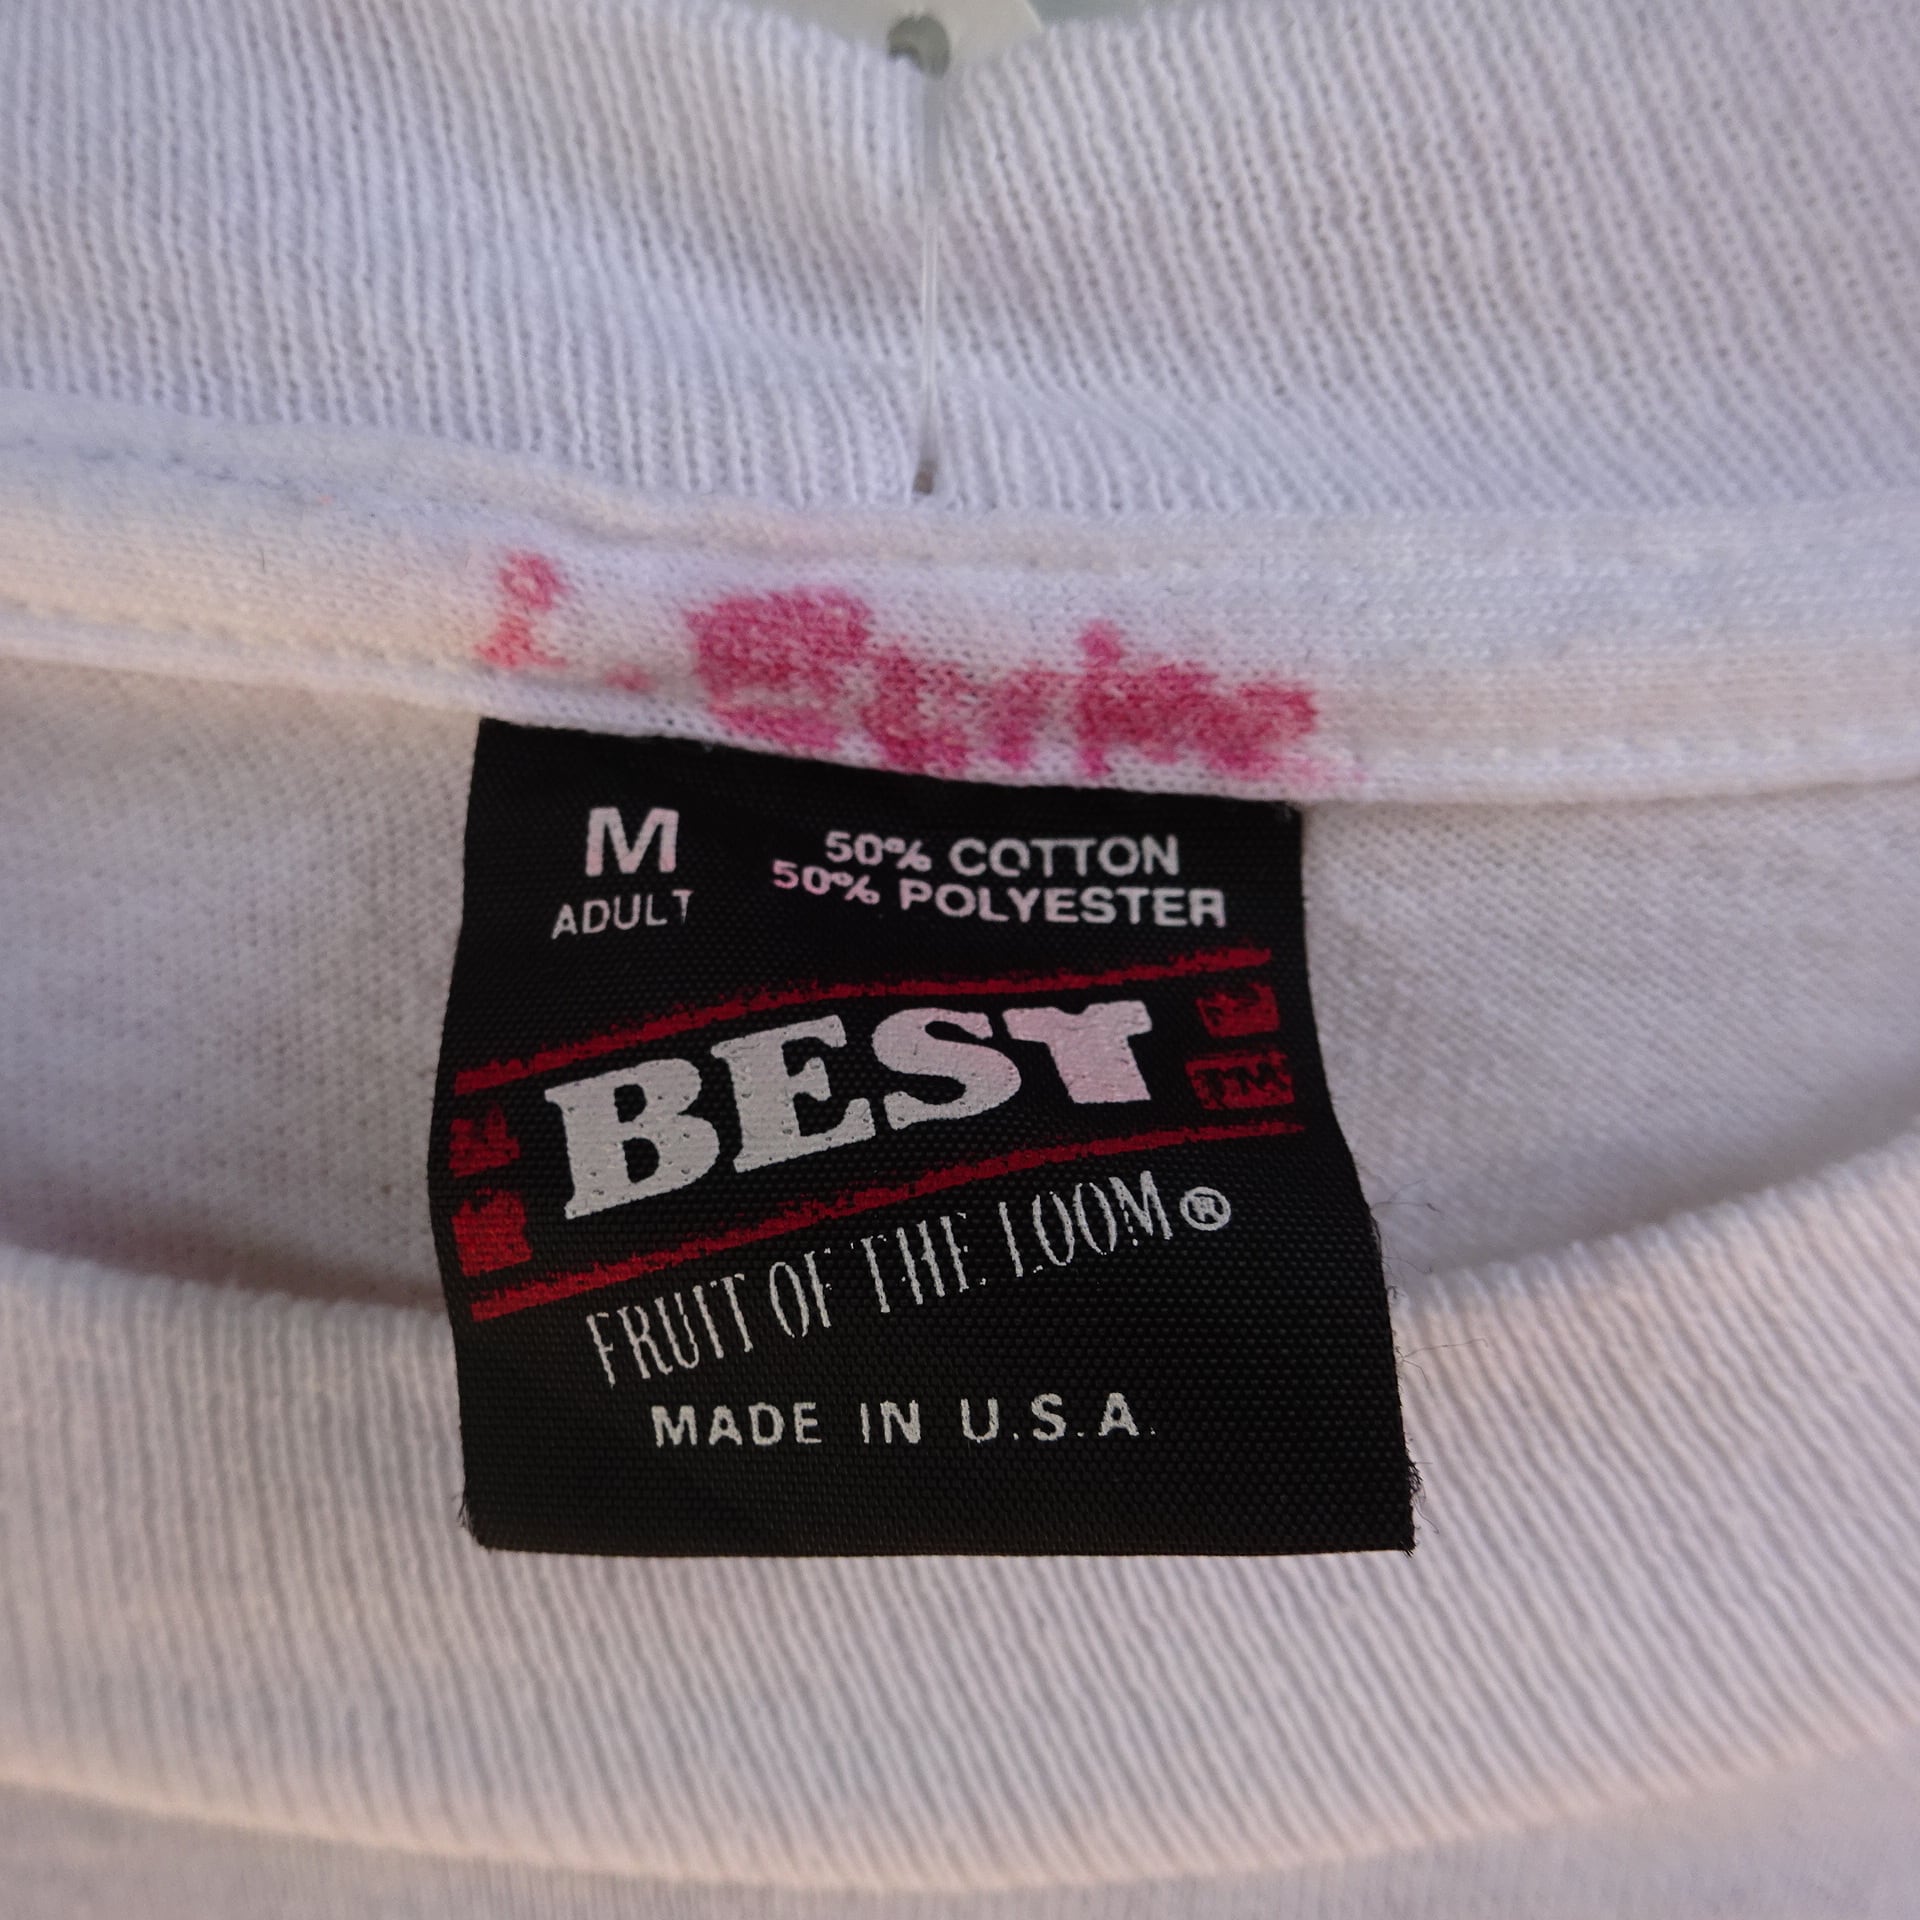 M
ADULT
50% COTTON
50% POLYESTER
BEST
TM
FRUIT OF THE LOOM®
MADE IN U.S.A.